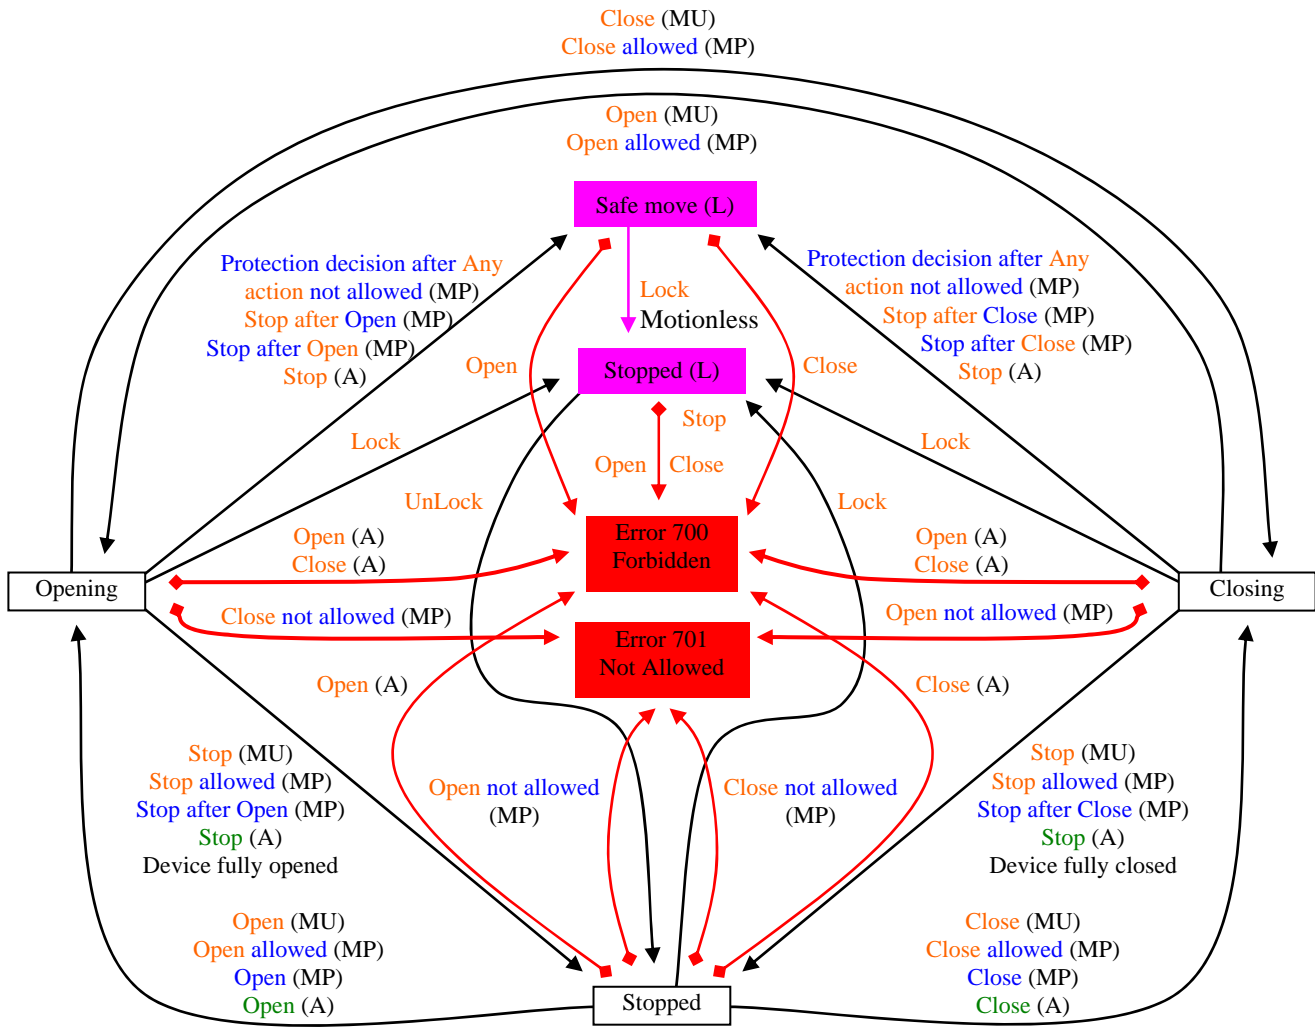 Close (MU)
Close allowed (MP)
Open (MU)
Open allowed (MP)
Safe move (L)
Protection decision after Any
action not allowed (MP)
Stop after Open (MP)
Stop after Open (MP)
Stop (A)
Protection decision after Any
action not allowed (MP)
Stop after Close (MP)
Stop after Close (MP)
Stop (A)
Lock
Motionless
Open
Stopped (L)
Close
Stop
Lock
Lock
Open
Close
UnLock
Lock
Error 700
Forbidden
Open (A)
Close (A)
Open (A)
Close (A)
Opening
Closing
Close not allowed (MP)
Open not allowed (MP)
Error 701
Not Allowed
Open (A)
Close (A)
Stop (MU)
Stop allowed (MP)
Stop after Open (MP)
Stop (A)
Device fully opened
Open not allowed
(MP)
Close not allowed
(MP)
Stop (MU)
Stop allowed (MP)
Stop after Close (MP)
Stop (A)
Device fully closed
Open (MU)
Open allowed (MP)
Open (MP)
Open (A)
Close (MU)
Close allowed (MP)
Close (MP)
Close (A)
Stopped